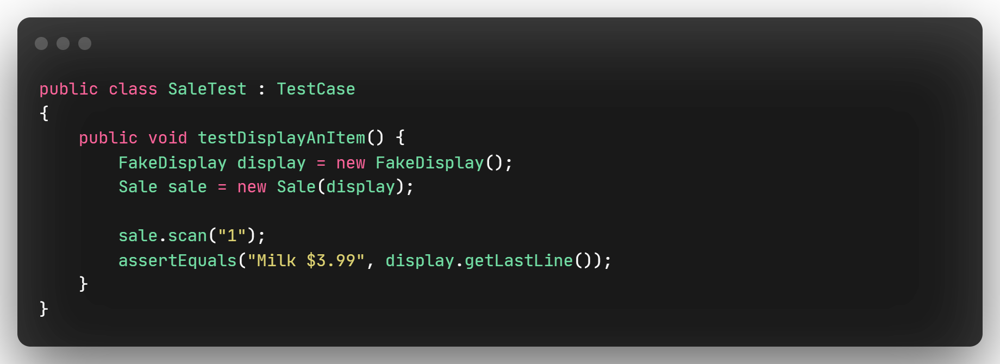 public class SaleTest : TestCase
{
    public void testDisplayAnItem() {
        FakeDisplay display = new FakeDisplay();
        Sale sale = new Sale(display);

        sale.scan("1");
        assertEquals("Milk $3.99", display.getLastLine());
    }
}